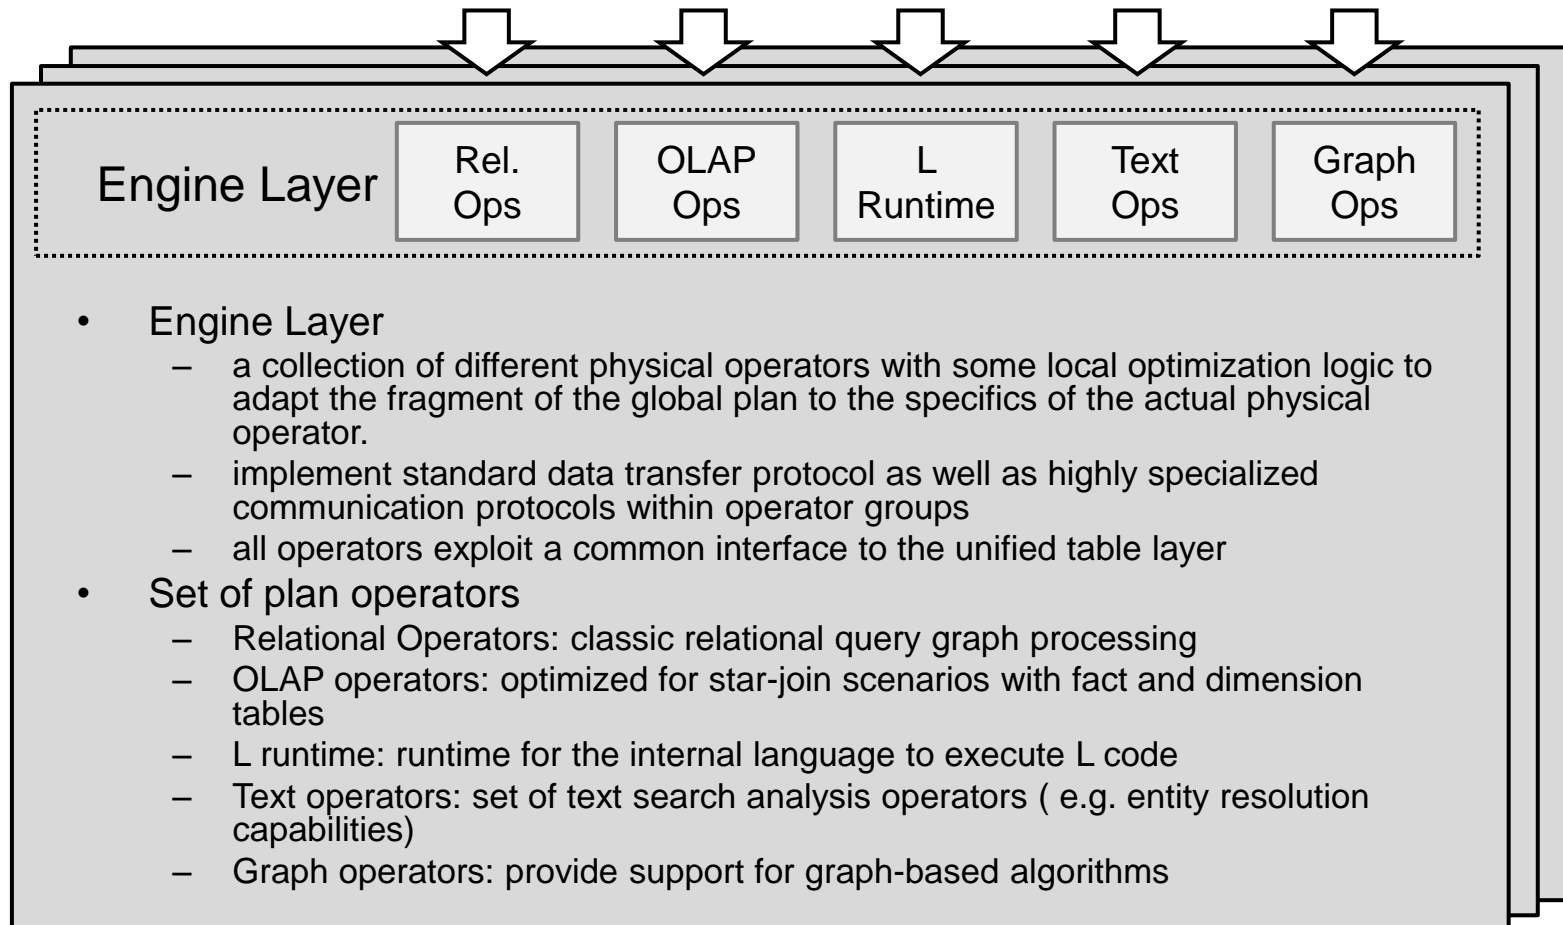 Engine Layer
Rel.
Ops
OLAP
Ops
L
Runtime
Text
Ops
Graph
Ops
• Engine Layer
– a collection of different physical operators with some local optimization logic to
adapt the fragment of the global plan to the specifics of the actual physical
operator.
– implement standard data transfer protocol as well as highly specialized
communication protocols within operator groups
– all operators exploit a common interface to the unified table layer
• Set of plan operators
– Relational Operators: classic relational query graph processing
– OLAP operators: optimized for star-join scenarios with fact and dimension
tables
– L runtime: runtime for the internal language to execute L code
– Text operators: set of text search analysis operators ( e.g. entity resolution
capabilities)
– Graph operators: provide support for graph-based algorithms